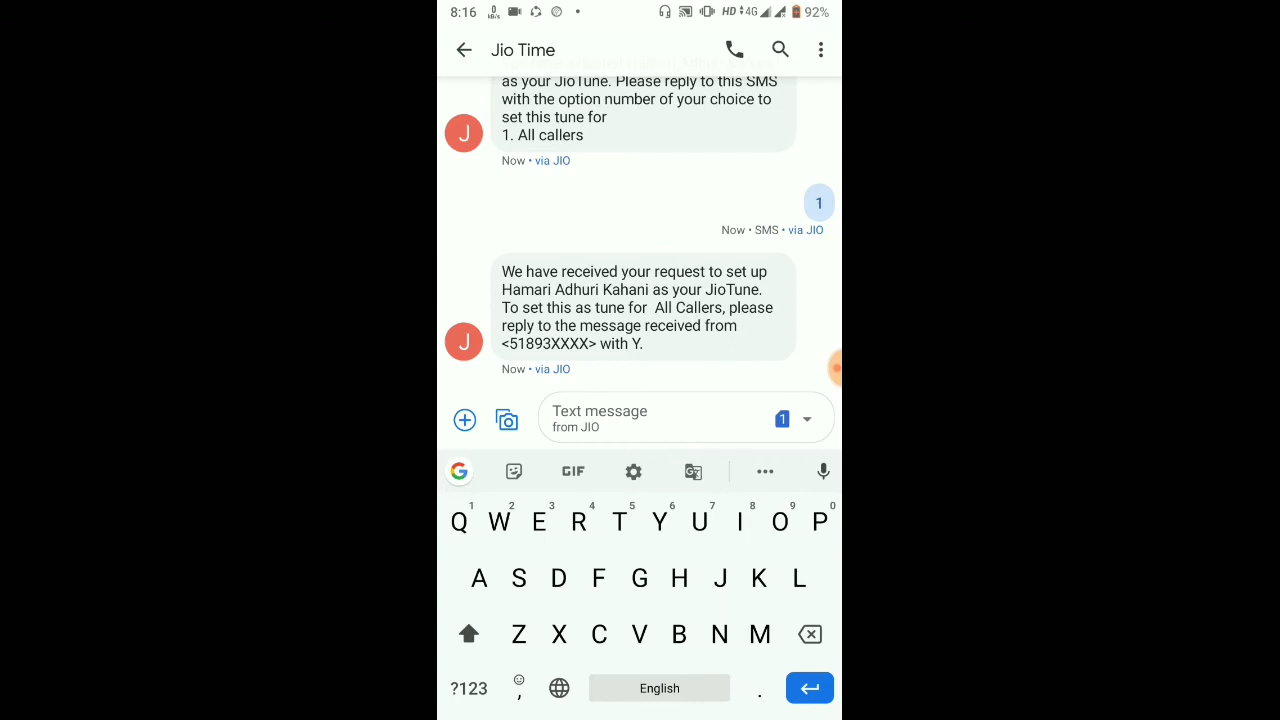 8:16
0
kB/s
HD 4G 92%
Jio Time
as your JioTune. Please reply to this SMS
with the option number of your choice to
set this tune for
1. All callers
J
Now • via JIO
1
Now • SMS • via JIO
We have received your request to set up
Hamari Adhuri Kahani as your JioTune.
To set this as tune for  All Callers, please
reply to the message received from
<51893XXXX> with Y.
J
Now • via JIO
Text message
from JIO
1
G GIF G
1 2 3 4 5 6 7 8 9 0
Q W E R T Y U I O P
A S D F G H J K L
Z X C V B N M
?123 , English .